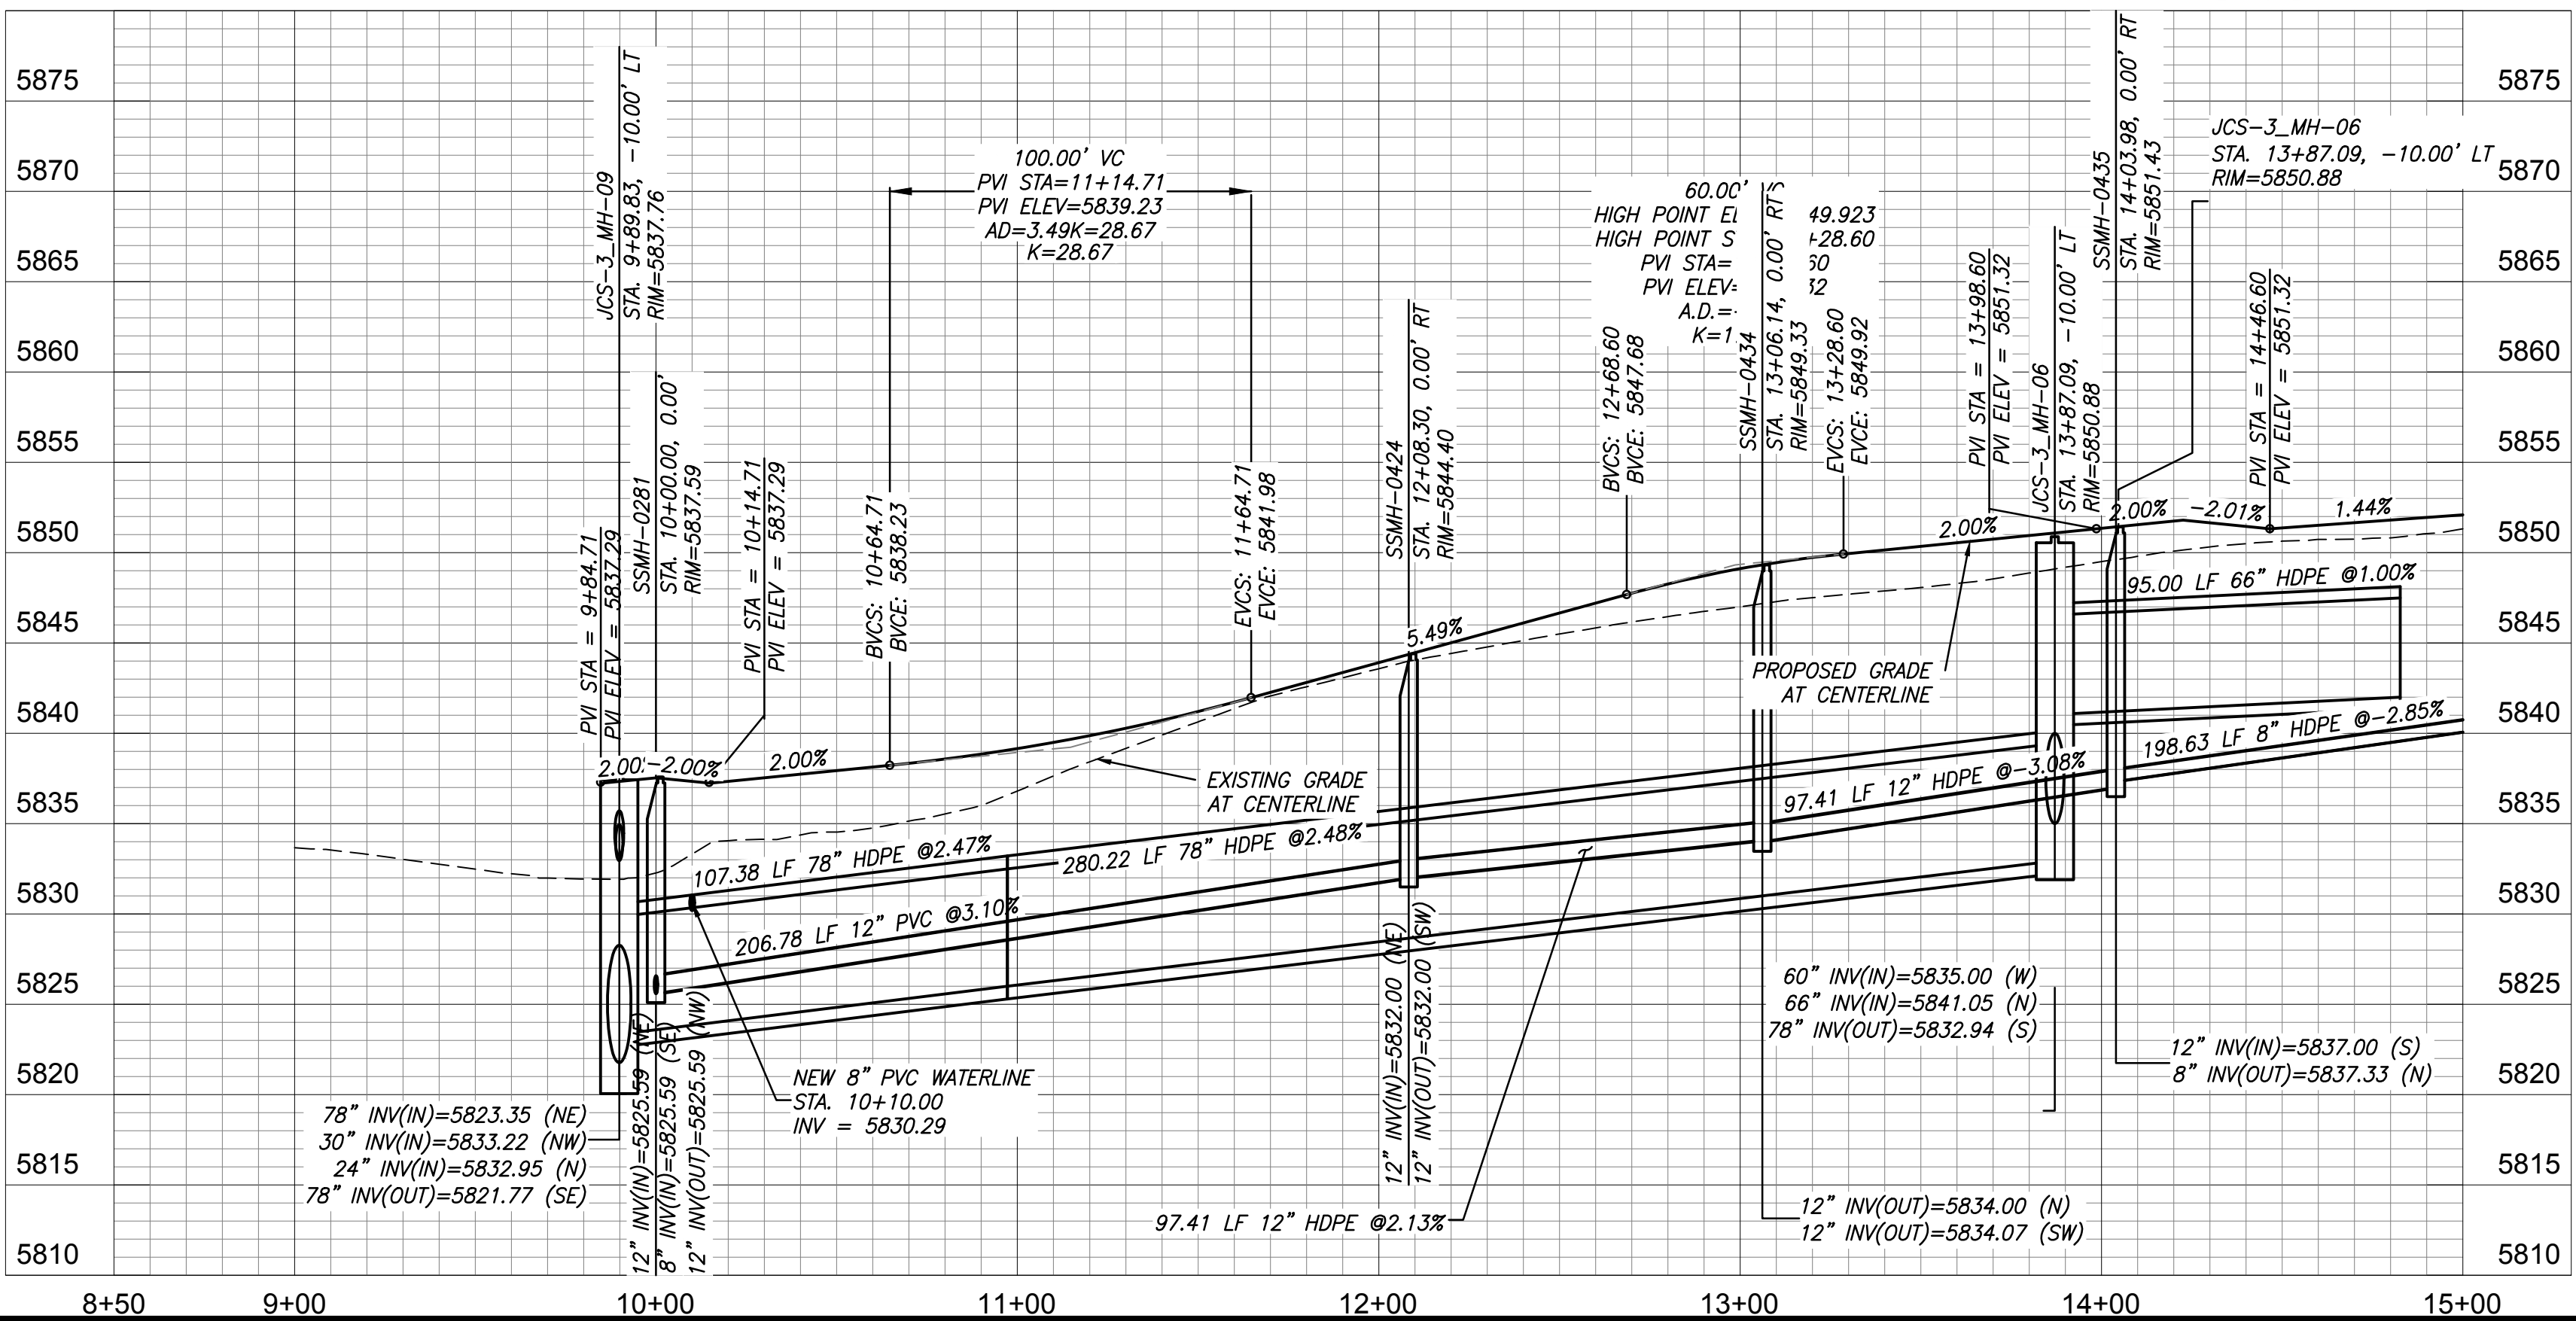 5875
5870
5865
5860
5855
5850
5845
5840
5835
5830
5825
5820
5815
5810
JCS-3_MH-09
STA. 9+89.83, -10.00' LT
RIM=5837.76
SSMH-0281
STA. 10+00.00, 0.00'
RIM=5837.59
PVI STA = 9+84.71
PVI ELEV = 5837.29
PVI STA = 10+14.71
PVI ELEV = 5837.29
100.00' VC
PVI STA=11+14.71
PVI ELEV=5839.23
AD=3.49K=28.67
K=28.67
BVCS: 10+64.71
BVCE: 5838.23
EVCS: 11+64.71
EVCE: 5841.98
SSMH-0424
STA. 12+08.30, 0.00' RT
RIM=5844.40
60.00'
HIGH POINT
49.923
HIGH POINT
+28.60
PVI STA=
60
PVI ELEV=
32
A.D.=
K=1
BVCS: 12+68.60
BVCE: 5847.68
SSMH-0434
STA. 13+06.14, 0.00' RT
RIM=5849.33
EVCS: 13+28.60
EVCE: 5849.92
PVI STA = 13+98.60
PVI ELEV = 5851.32
JCS-3_MH-06
STA. 13+87.09, -10.00' LT
RIM=5850.88
SSMH-0435
STA. 14+03.98, 0.00' RT
RIM=5851.43
JCS-3_MH-06
STA. 13+87.09, -10.00' LT
RIM=5850.88
PVI STA = 14+46.60
PVI ELEV = 5851.32
2.00%
-2.00%
2.00%
5.49%
2.00%
2.00%
-2.01%
1.44%
PROPOSED GRADE
AT CENTERLINE
EXISTING GRADE
AT CENTERLINE
95.00 LF 66" HDPE @1.00%
198.63 LF 8" HDPE @-2.85%
97.41 LF 12" HDPE @-3.08%
107.38 LF 78" HDPE @2.47%
280.22 LF 78" HDPE @2.48%
206.78 LF 12" PVC @3.10%
NEW 8" PVC WATERLINE
STA. 10+10.00
INV = 5830.29
78" INV(IN)=5823.35 (NE)
30" INV(IN)=5833.22 (NW)
24" INV(IN)=5832.95 (N)
78" INV(OUT)=5821.77 (SE)
12" INV(IN)=5825.59 (NE)
8" INV(IN)=5825.59 (SE)
12" INV(OUT)=5825.59 (NW)
12" INV(IN)=5832.00 (NE)
12" INV(OUT)=5832.00 (SW)
97.41 LF 12" HDPE @2.13%
60" INV(IN)=5835.00 (W)
66" INV(IN)=5841.05 (N)
78" INV(OUT)=5832.94 (S)
12" INV(OUT)=5834.00 (N)
12" INV(OUT)=5834.07 (SW)
12" INV(IN)=5837.00 (S)
8" INV(OUT)=5837.33 (N)
5875
5870
5865
5860
5855
5850
5845
5840
5835
5830
5825
5820
5815
5810
8+50
9+00
10+00
11+00
12+00
13+00
14+00
15+00